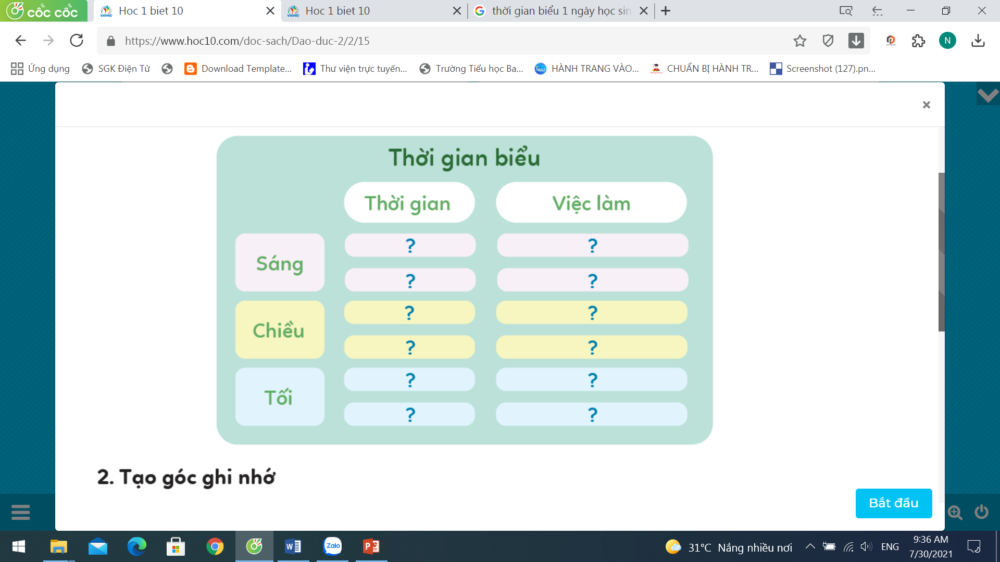 cốc cốc
Hoc 1 biet 10
Hoc 1 biet 10
thời gian biểu 1 ngày học sin
https://www.hoc10.com/doc-sach/Dao-duc-2/2/15
N
Ứng dụng
SGK Điện Tử
Download Template...
Thư viện trực tuyến...
Trường Tiểu học Ba...
HÀNH TRANG VÀO...
CHUẨN BỊ HÀNH TR...
Screenshot (127).pn...
×
Thời gian biểu
Thời gian Việc làm
Sáng
? ?
? ?
Chiều
? ?
? ?
Tối
? ?
? ?
2. Tạo góc ghi nhớ
Bắt đầu
Zalo
31°C Nắng nhiều nơi
ENG
9:36 AM
7/30/2021